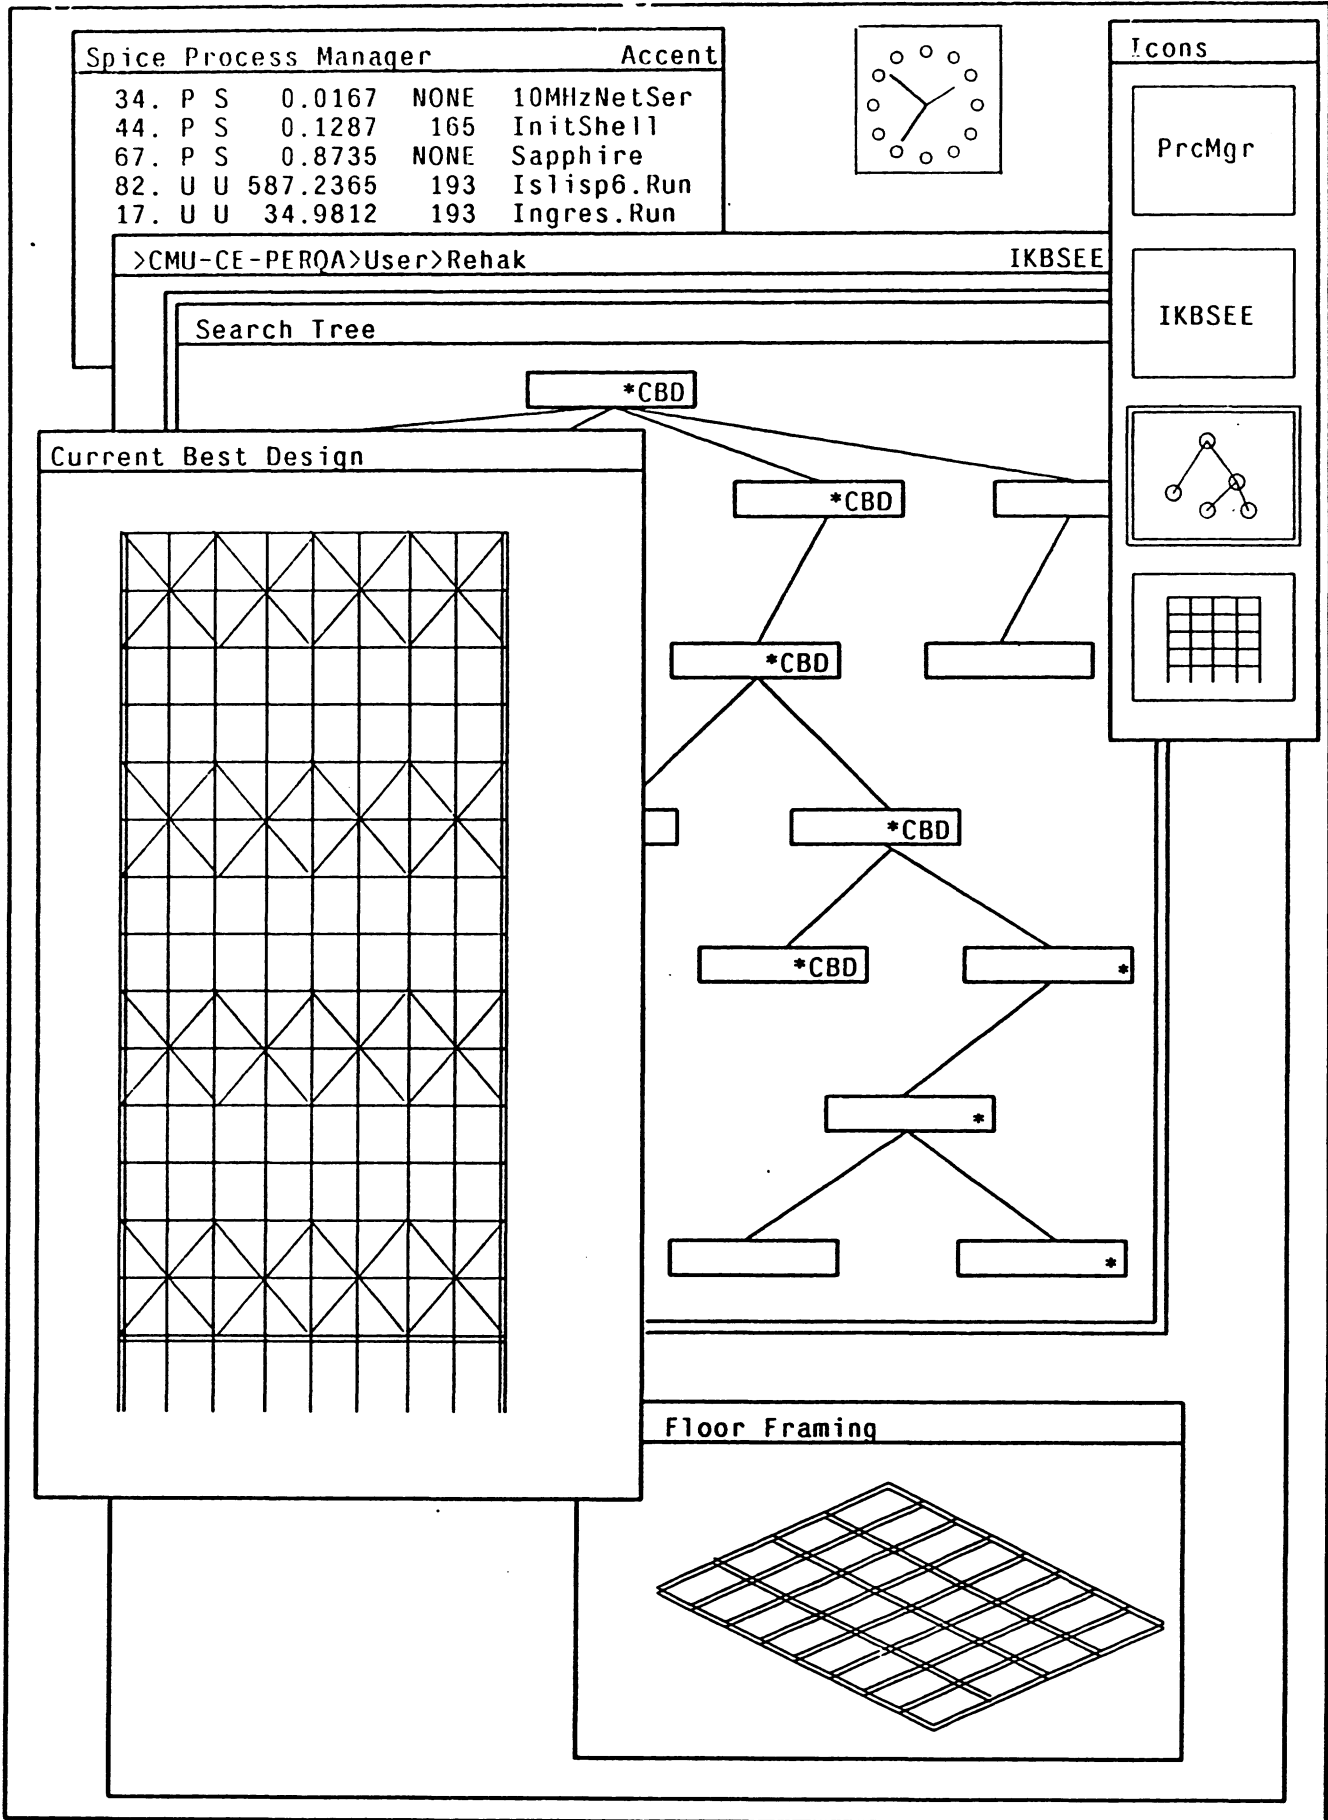 Spice Process Manager Accent
34. P S 0.0167 NONE 10MHzNetSer
44. P S 0.1287 165 InitShell
67. P S 0.8735 NONE Sapphire
82. U U 587.2365 193 Islisp6.Run
17. U U 34.9812 193 Ingres.Run
>CMU-CE-PERQA>User>Rehak IKBSEE
Search Tree
*CBD
*CBD
*CBD
*CBD
*CBD
*
*
*
Current Best Design
Floor Framing
Icons
PrcMgr
IKBSEE